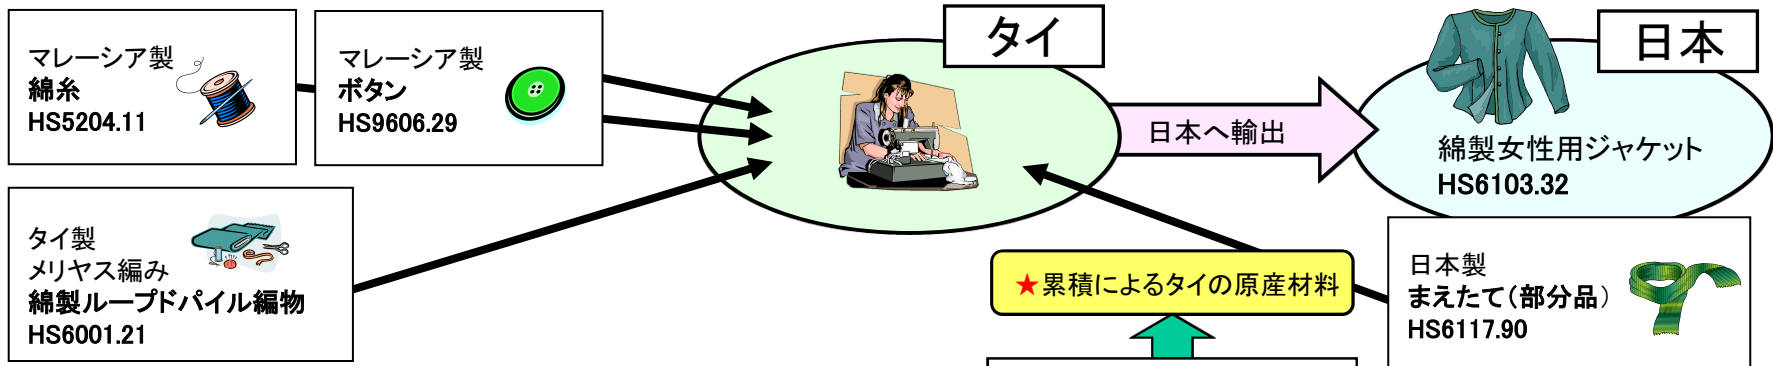 マレーシア製
綿糸
HS5204.11
マレーシア製
ボタン
HS9606.29
タイ
日本へ輸出
日本
綿製女性用ジャケット
HS6103.32
タイ製
メリヤス編み
綿製ループドパイル編物
HS6001.21
★累積によるタイの原産材料
日本製
まえたて(部分品)
HS6117.90